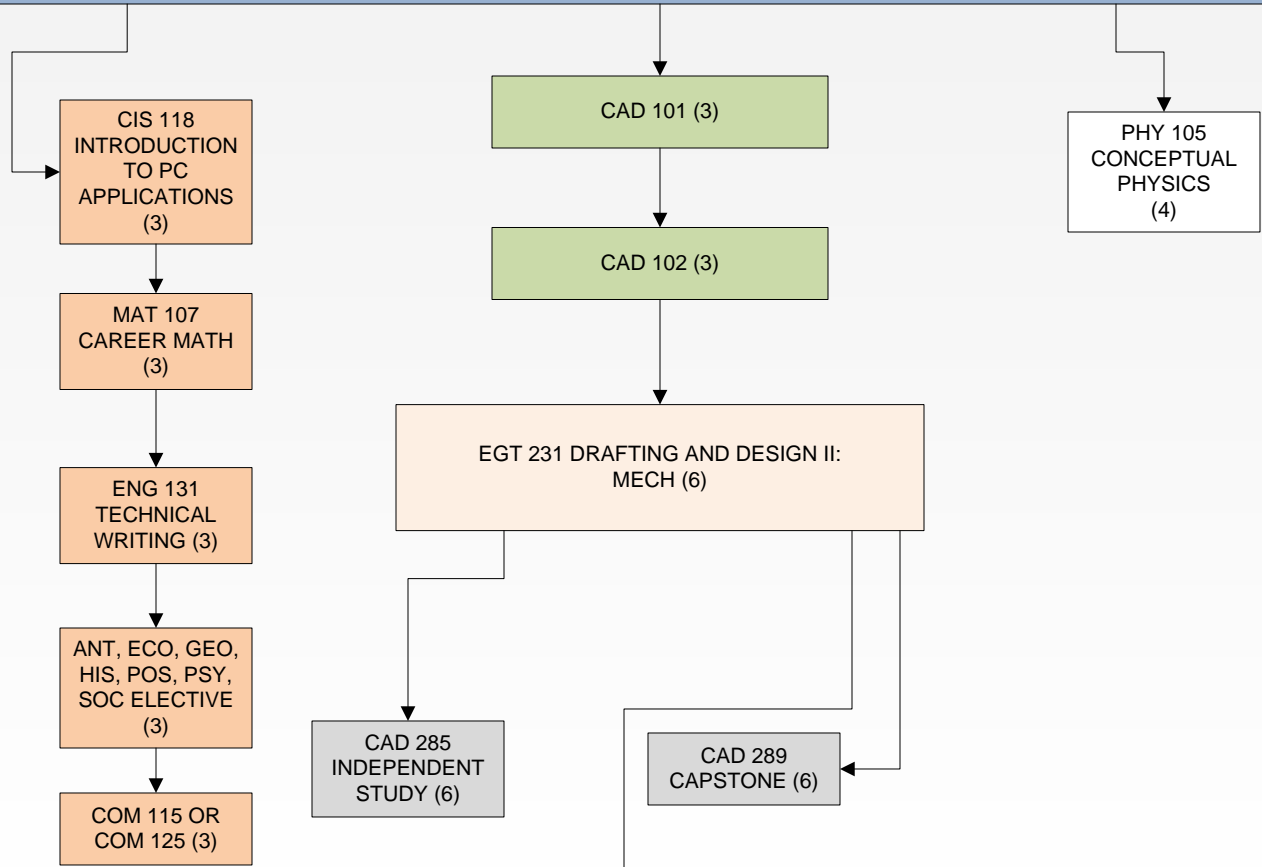 CIS 118
INTRODUCTION
TO PC
APPLICATIONS
(3)
MAT 107
CAREER MATH
(3)
ENG 131
TECHNICAL
WRITING (3)
ANT, ECO, GEO,
HIS, POS, PSY,
SOC ELECTIVE
(3)
COM 115 OR
COM 125 (3)
CAD 101 (3)
CAD 102 (3)
EGT 231 DRAFTING AND DESIGN II:
MECH (6)
CAD 285
INDEPENDENT
STUDY (6)
CAD 289
CAPSTONE (6)
PHY 105
CONCEPTUAL
PHYSICS
(4)